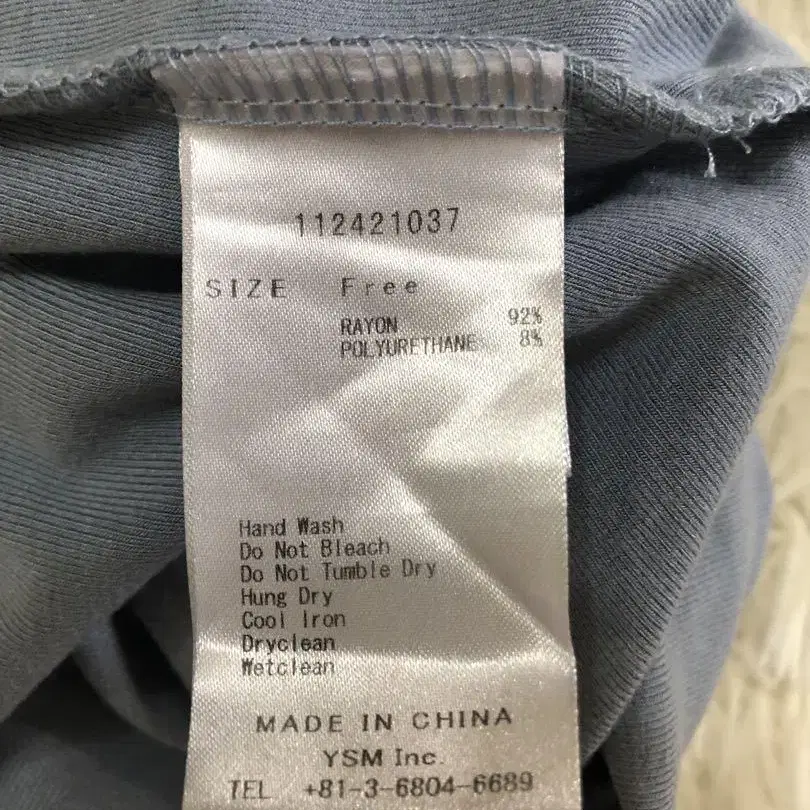 112421037
SIZE Free
RAYON 92%
POLYURETHANE 8%
Hand Wash
Do Not Bleach
Do Not Tumble Dry
Hung Dry
Cool Iron
Dryclean
Wetclean
MADE IN CHINA
YSM Inc.
TEL +81-3-6804-6689